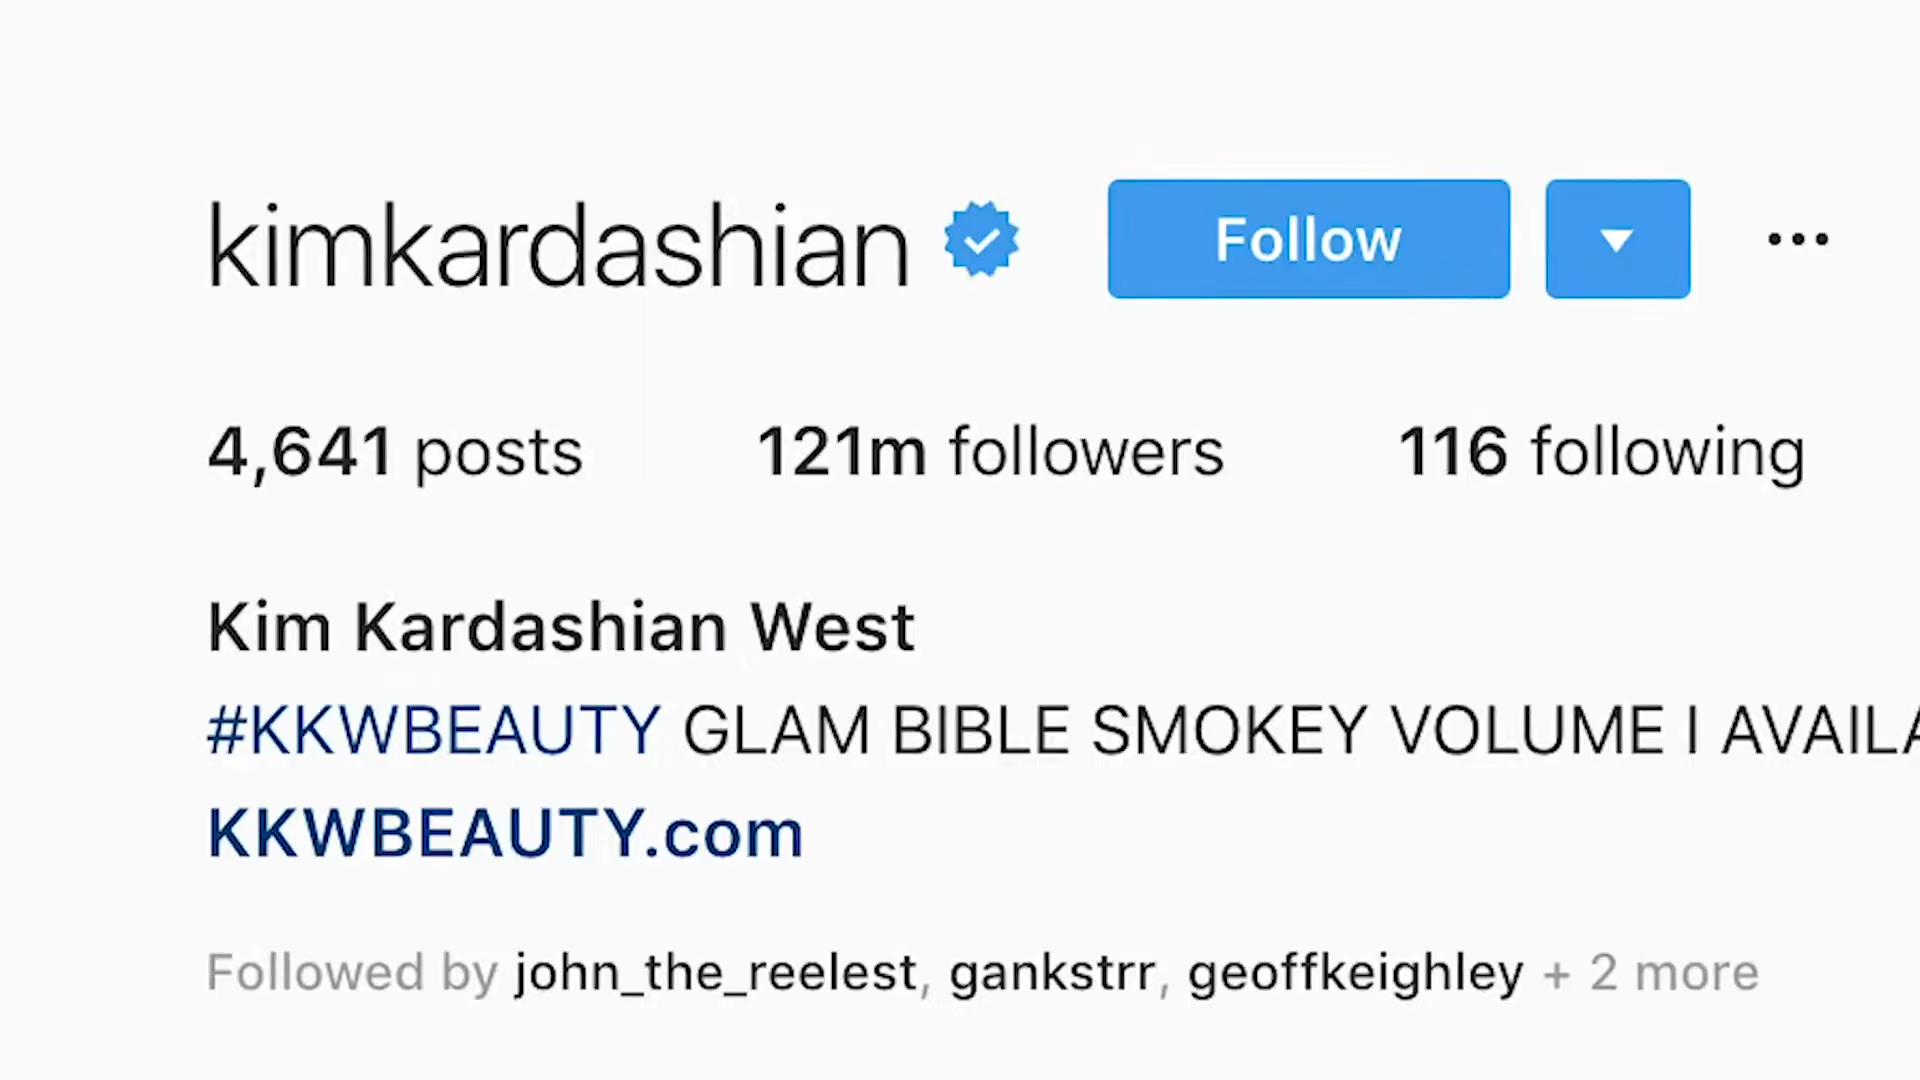 kimkardashian Follow
4,641 posts 121m followers 116 following
Kim Kardashian West
#KKWBEAUTY GLAM BIBLE SMOKEY VOLUME I
KKWBEAUTY.com
Followed by john_the_reelest, gankstrr, geoffkeighley + 2 more